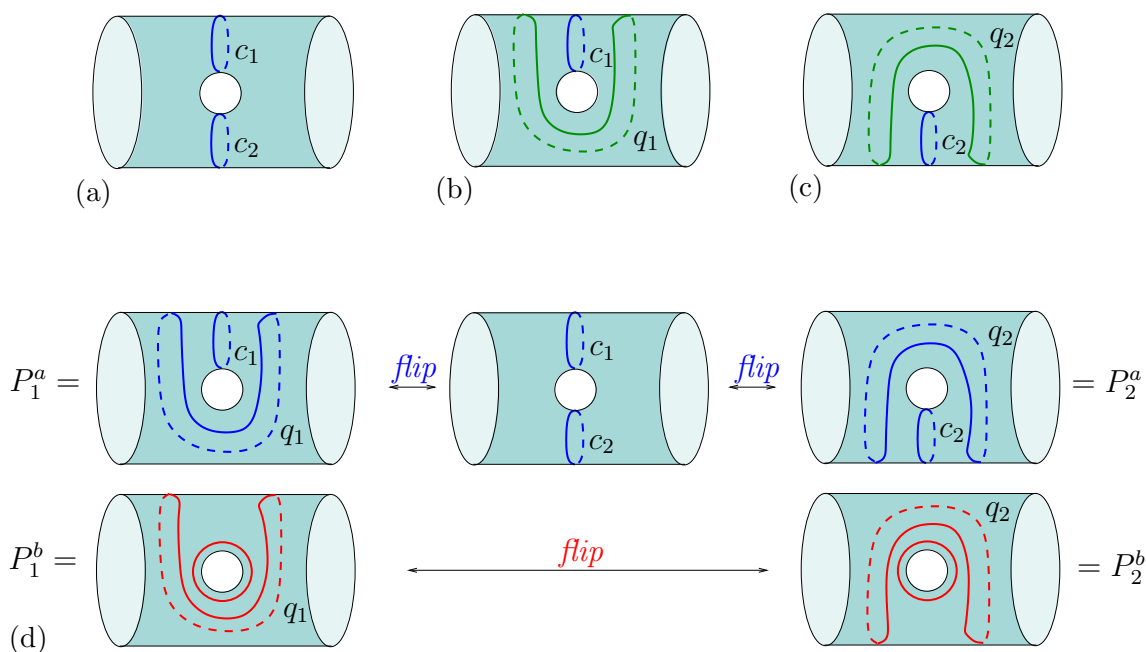 c₁
c₂
(a)
c₁
q₁
(b)
q₂
c₂
(c)
P₁ᵃ =
c₁
q₁
flip
c₁
c₂
flip
q₂
c₂
= P₂ᵃ
P₁ᵇ =
q₁
flip
q₂
= P₂ᵇ
(d)